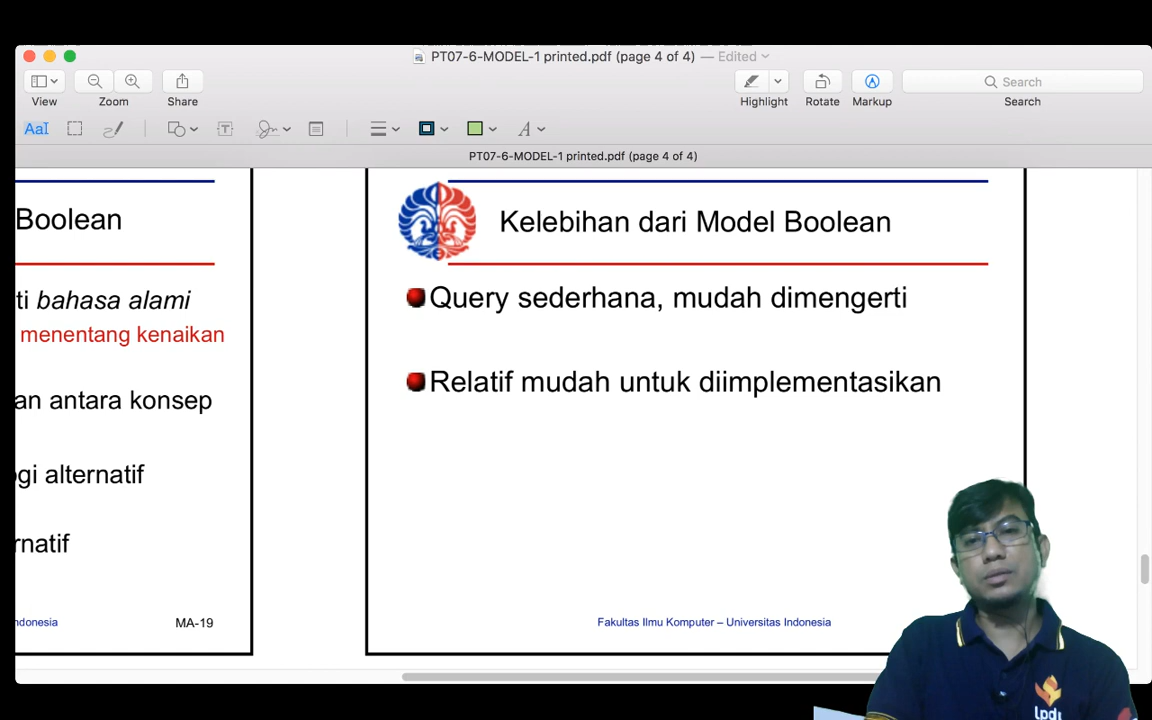 PT07-6-MODEL-1 printed.pdf (page 4 of 4) — Edited
View
Zoom
Share
Highlight
Rotate
Markup
Search
Search
AaI
T
A
PT07-6-MODEL-1 printed.pdf (page 4 of 4)
Boolean
ti bahasa alami
menentang kenaikan
an antara konsep
ogi alternatif
rnatif
ndonesia
MA-19
Kelebihan dari Model Boolean
Query sederhana, mudah dimengerti
Relatif mudah untuk diimplementasikan
Fakultas Ilmu Komputer – Universitas Indonesia
lpdp